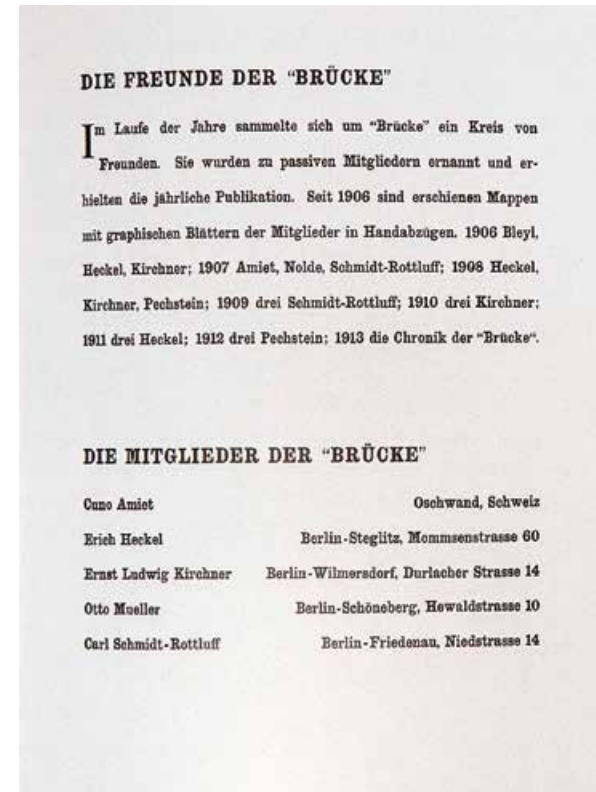 DIE FREUNDE DER “BRÜCKE”
Im Laufe der Jahre sammelte sich um “Brücke” ein Kreis von
Freunden. Sie wurden zu passiven Mitgliedern ernannt und er-
hielten die jährliche Publikation. Seit 1906 sind erschienen Mappen
mit graphischen Blättern der Mitglieder in Handabzügen. 1906 Bleyl,
Heckel, Kirchner; 1907 Amiet, Nolde, Schmidt-Rottluff; 1908 Heckel,
Kirchner, Pechstein; 1909 drei Schmidt-Rottluff; 1910 drei Kirchner;
1911 drei Heckel; 1912 drei Pechstein; 1913 die Chronik der “Brücke“.
DIE MITGLIEDER DER “BRÜCKE”
Cuno Amiet Oschwand, Schweiz
Erich Heckel Berlin-Steglitz, Mommsenstrasse 60
Ernst Ludwig Kirchner Berlin-Wilmersdorf, Durlacher Strasse 14
Otto Mueller Berlin-Schöneberg, Hewaldstrasse 10
Carl Schmidt-Rottluff Berlin-Friedenau, Niedstrasse 14